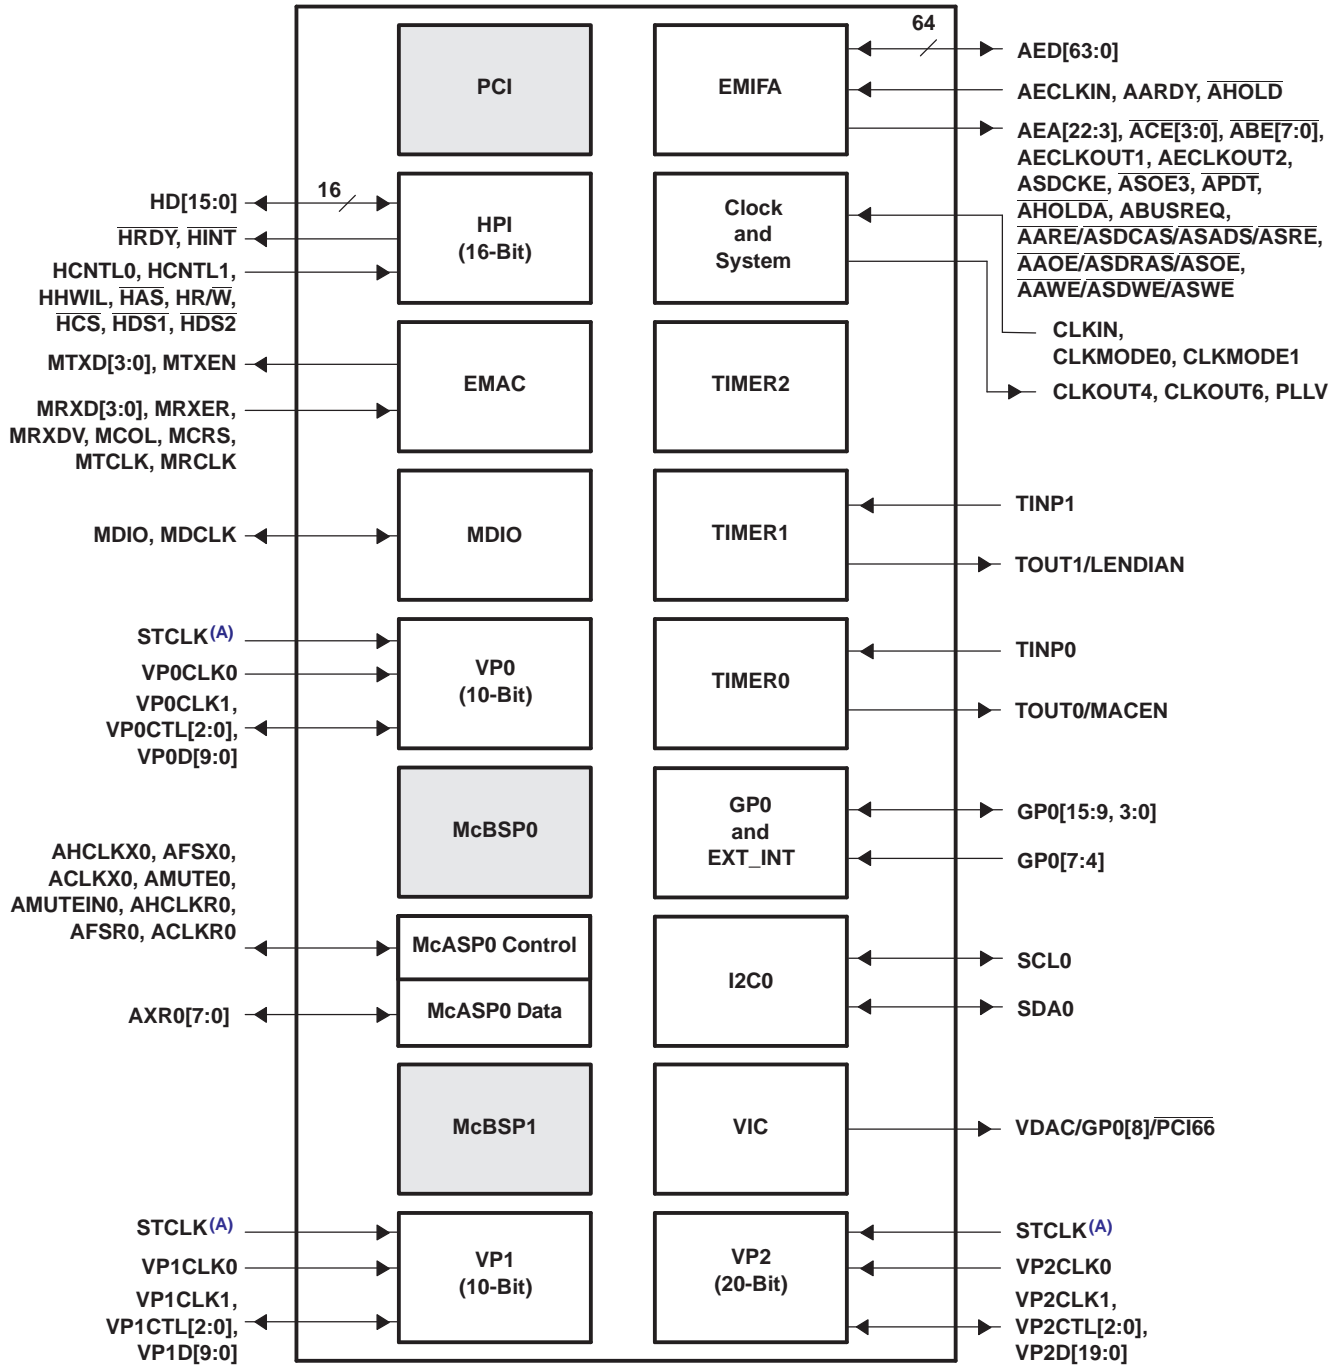 64
PCI
EMIFA
AED[63:0]
AECLKIN, AARDY, AHOLD
AEA[22:3], ACE[3:0], ABE[7:0],
AECLKOUT1, AECLKOUT2,
ASDCKE, ASOE3, APDT,
AHOLDA, ABUSREQ,
AARE/ASDCAS/ASADS/ASRE,
AAOE/ASDRAS/ASOE,
AAWE/ASDWE/ASWE
16
HD[15:0]
HRDY, HINT
HCNTL0, HCNTL1,
HHWIL, HAS, HR/W,
HCS, HDS1, HDS2
HPI
(16-Bit)
Clock
and
System
CLKIN,
CLKMODE0, CLKMODE1
CLKOUT4, CLKOUT6, PLLV
MTXD[3:0], MTXEN
MRXD[3:0], MRXER,
MRXDV, MCOL, MCRS,
MTCLK, MRCLK
EMAC
TIMER2
MDIO, MDCLK
MDIO
TIMER1
TINP1
TOUT1/LENDIAN
STCLK(A)
VP0CLK0
VP0CLK1,
VP0CTL[2:0],
VP0D[9:0]
VP0
(10-Bit)
TIMER0
TINP0
TOUT0/MACEN
McBSP0
GP0
and
EXT_INT
GP0[15:9, 3:0]
GP0[7:4]
AHCLKX0, AFSX0,
ACLKX0, AMUTE0,
AMUTEIN0, AHCLKR0,
AFSR0, ACLKR0
McASP0 Control
AXR0[7:0]
McASP0 Data
I2C0
SCL0
SDA0
McBSP1
VIC
VDAC/GP0[8]/PCI66
STCLK(A)
VP1CLK0
VP1CLK1,
VP1CTL[2:0],
VP1D[9:0]
VP1
(10-Bit)
VP2
(20-Bit)
STCLK(A)
VP2CLK0
VP2CLK1,
VP2CTL[2:0],
VP2D[19:0]